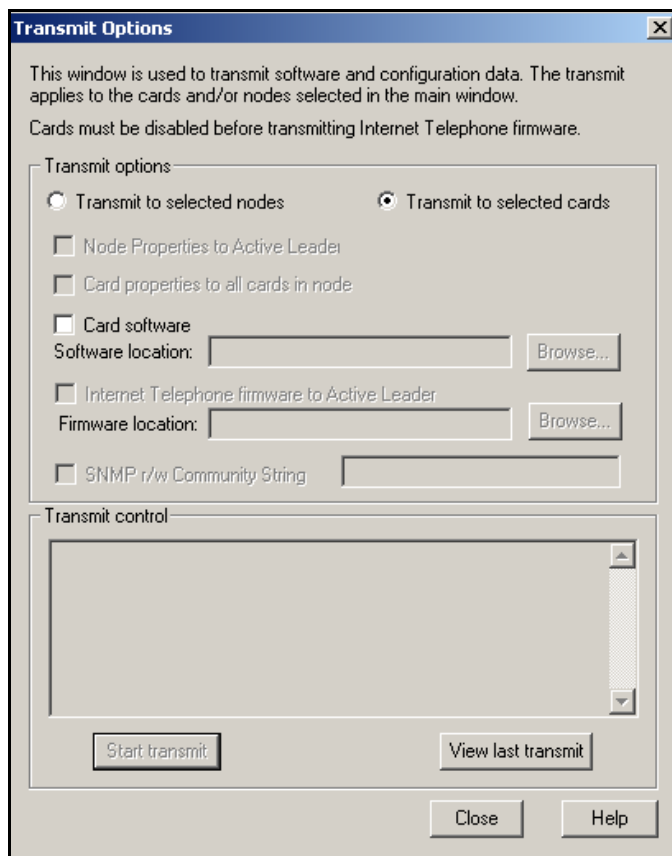 Transmit Options
This window is used to transmit software and configuration data. The transmit
applies to the cards and/or nodes selected in the main window.
Cards must be disabled before transmitting Internet Telephone firmware.
Transmit options
Transmit to selected nodes
Transmit to selected cards
Node Properties to Active Leader
Card properties to all cards in node
Card software
Software location:
Browse...
Internet Telephone firmware to Active Leader
Firmware location:
Browse...
SNMP r/w Community String
Transmit control
Start transmit
View last transmit
Close
Help